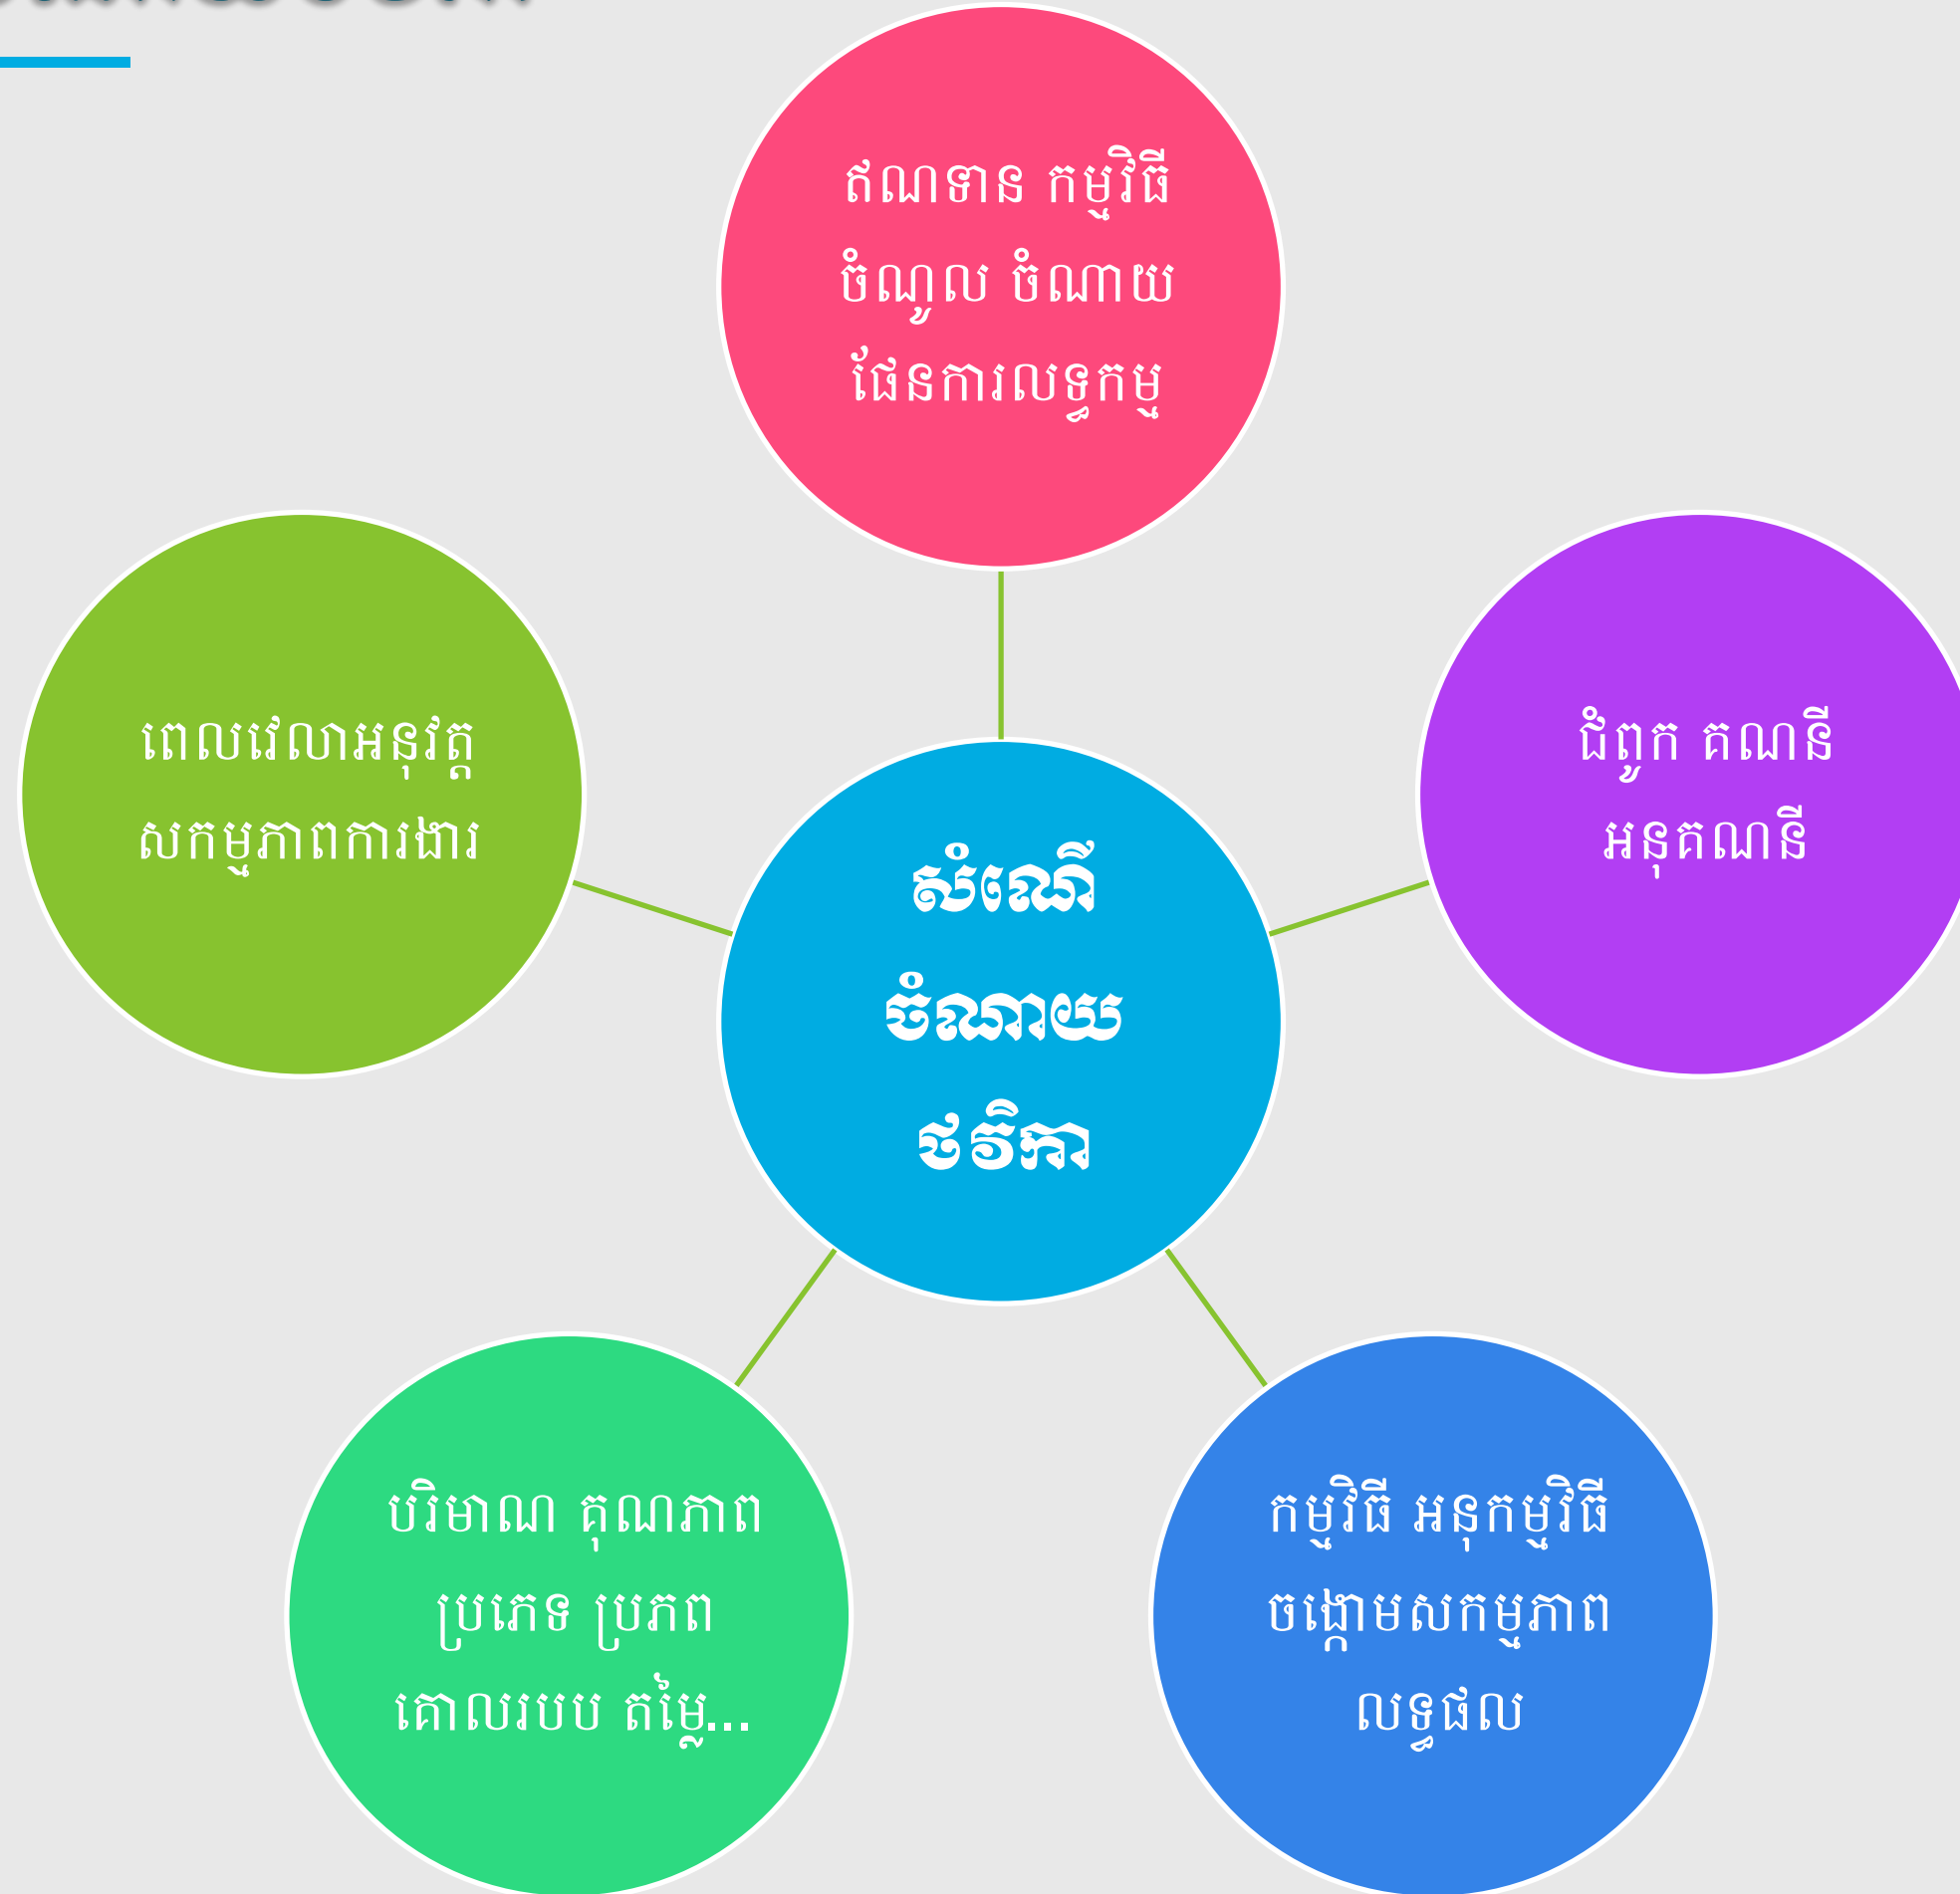 ឥណទាន កម្មវិធី
ចំណូល ចំណាយ
ផែនការលទ្ធកម្ម
ពេលវេលាអនុវត្ត
សកម្មភាពការងារ
ជំពូក គណនី
អនុគណនី
សំណើ
ចំណាយ
ថវិកា
បរិមាណ គុណភាព
ប្រភេទ ប្រភព
គោលរបប តម្លៃ...
កម្មវិធី អនុកម្មវិធី
ចង្កោមសកម្មភាព
លទ្ធផល